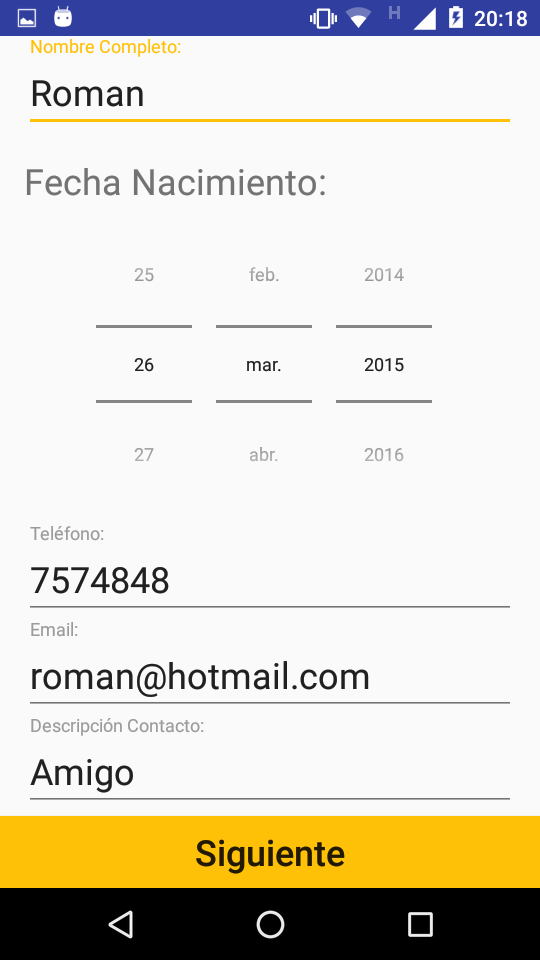 H 20:18
Nombre Completo:
Roman
Fecha Nacimiento:
25 feb. 2014
26 mar. 2015
27 abr. 2016
Teléfono:
7574848
Email:
roman@hotmail.com
Descripción Contacto:
Amigo
Siguiente